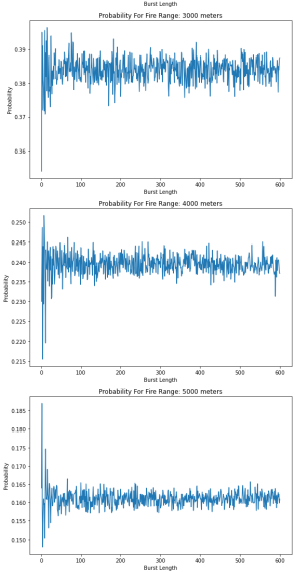 Burst Length
Probability For Fire Range: 3000 meters
Probability
0.39
0.38
0.37
0.36
0 100 200 300 400 500 600
Burst Length
Probability For Fire Range: 4000 meters
Probability
0.250
0.245
0.240
0.235
0.230
0.225
0.220
0.215
0 100 200 300 400 500 600
Burst Length
Probability For Fire Range: 5000 meters
Probability
0.185
0.180
0.175
0.170
0.165
0.160
0.155
0.150
0 100 200 300 400 500 600
Burst Length